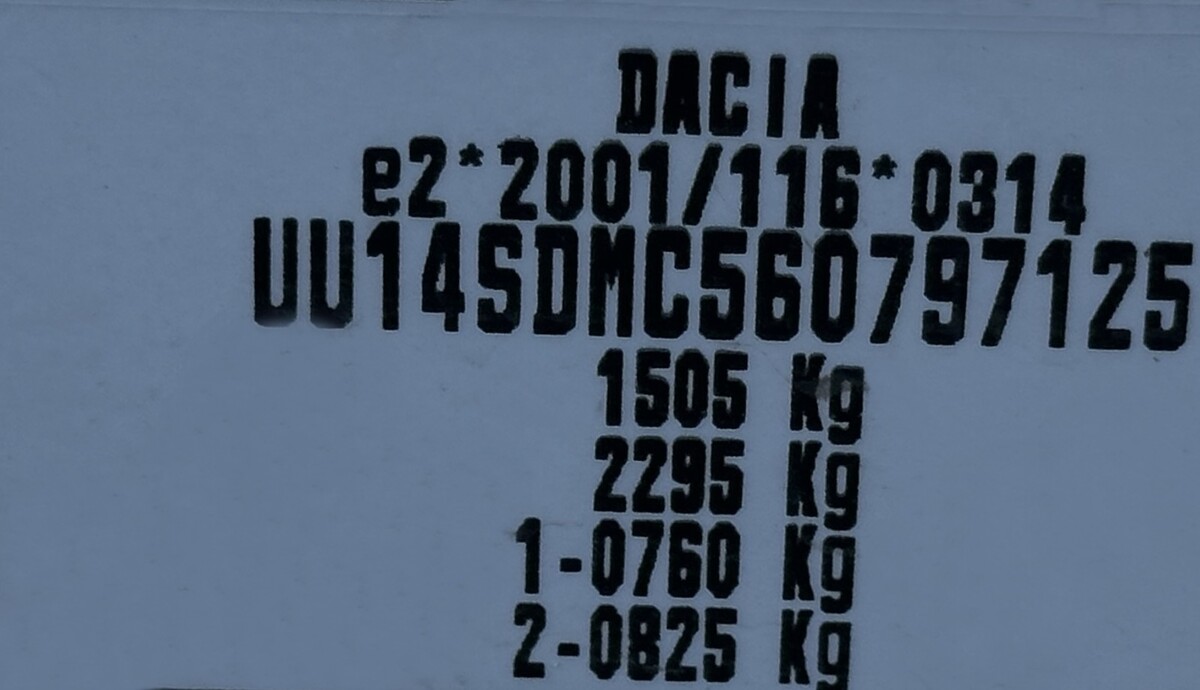 DACIA
e2*2001/116*0314
UU14SDMC560797125
1505 Kg
2295 Kg
1-0760 Kg
2-0825 Kg